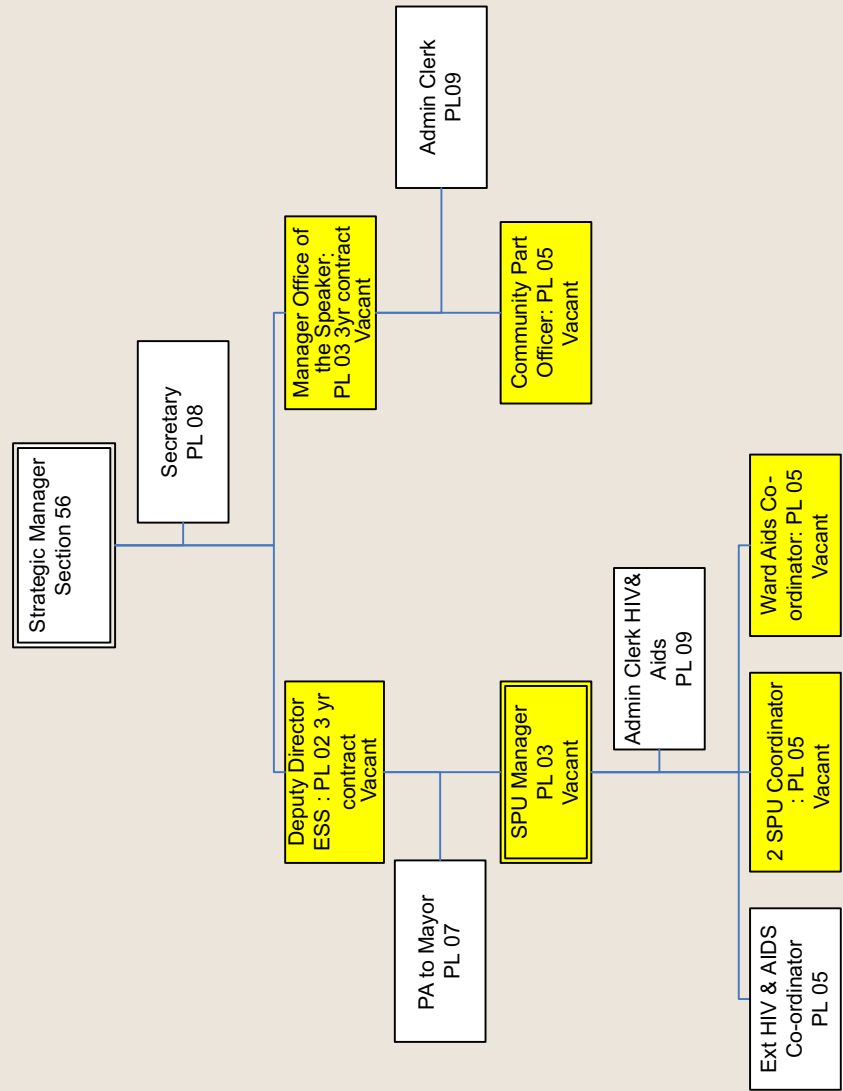 Strategic Manager
Section 56
Secretary
PL 08
Deputy Director
ESS : PL 02 3 yr
contract
Vacant
Manager Office of
the Speaker:
PL 03 3yr contract
Vacant
PA to Mayor
PL 07
Admin Clerk
PL09
SPU Manager
PL 03
Vacant
Community Part
Officer: PL 05
Vacant
Admin Clerk HIV&
Aids
PL 09
Ext HIV & AIDS
Co-ordinator
PL 05
2 SPU Coordinator
: PL 05
Vacant
Ward Aids Co-
ordinator: PL 05
Vacant